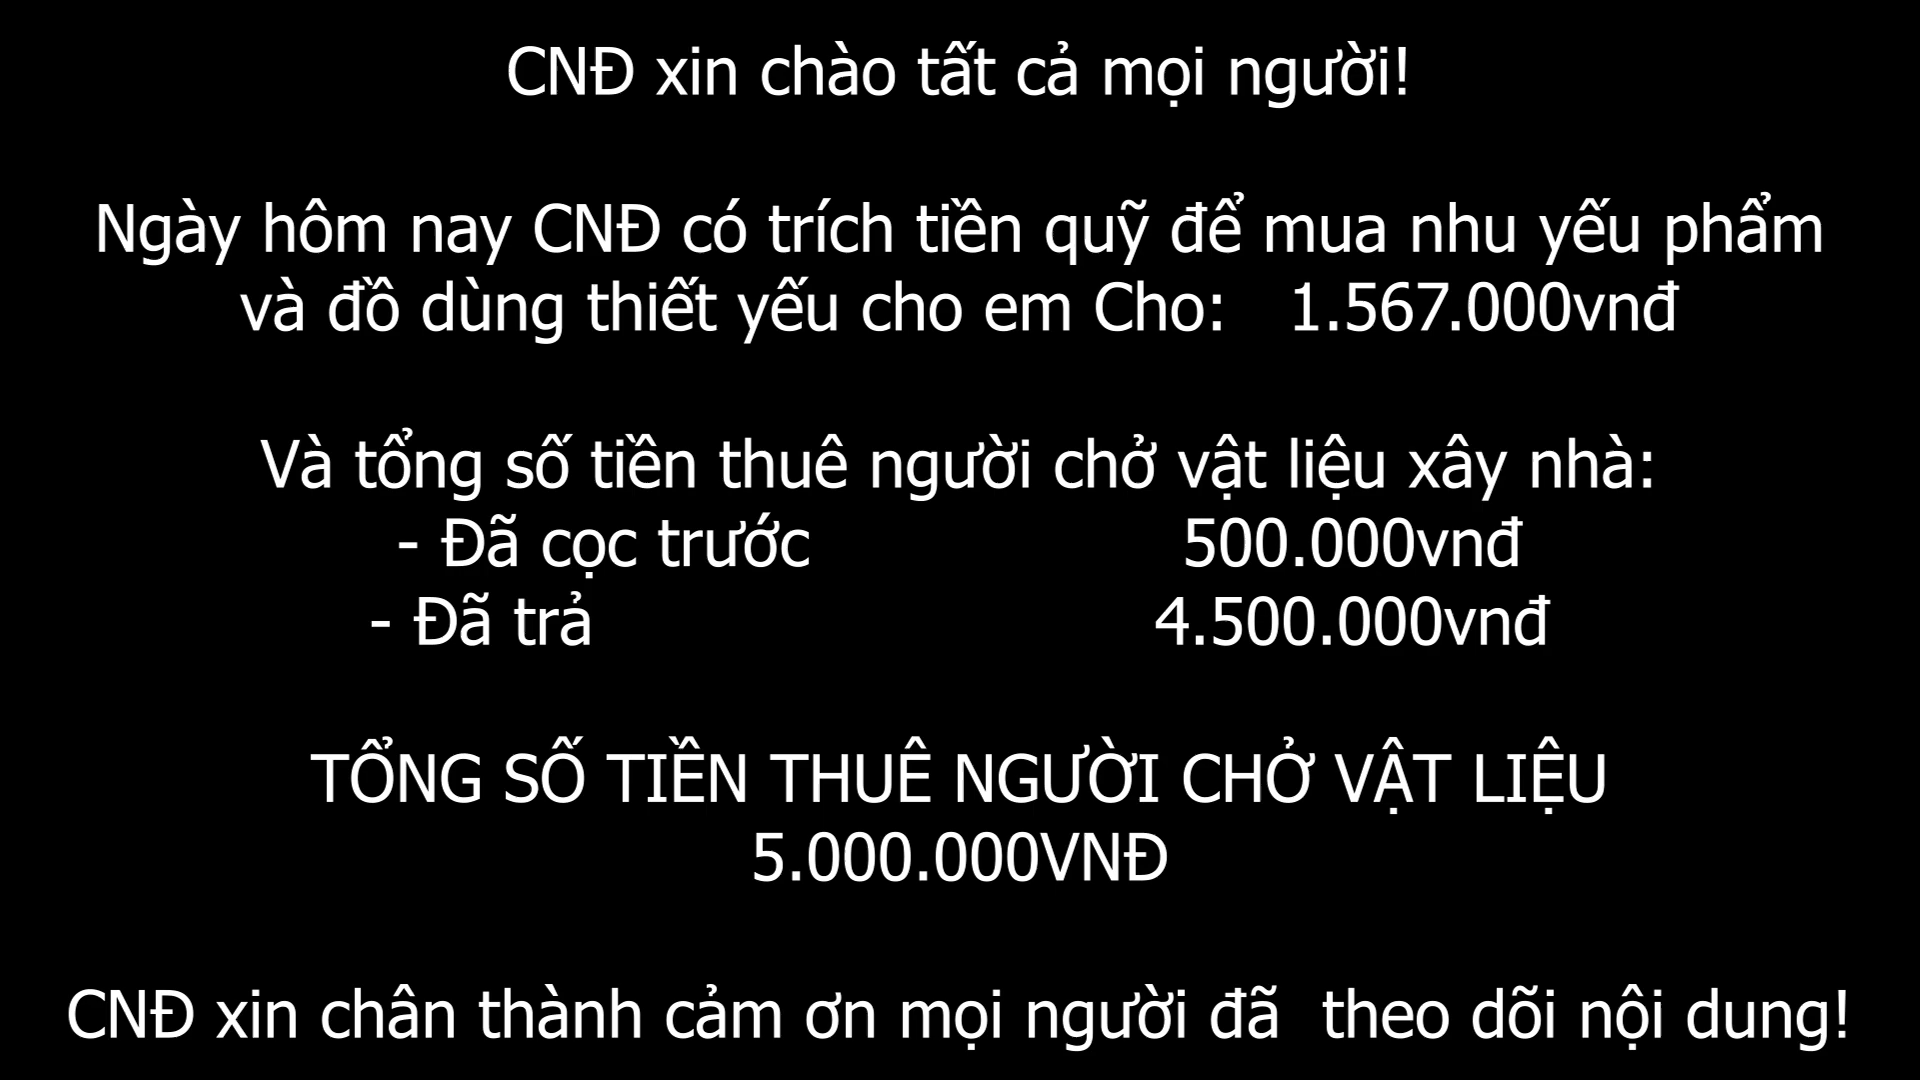 CNĐ xin chào tất cả mọi người!
Ngày hôm nay CNĐ có trích tiền quỹ để mua nhu yếu phẩm
và đồ dùng thiết yếu cho em Cho: 1.567.000vnđ
Và tổng số tiền thuê người chở vật liệu xây nhà:
- Đã cọc trước 500.000vnđ
- Đã trả 4.500.000vnđ
TỔNG SỐ TIỀN THUÊ NGƯỜI CHỞ VẬT LIỆU
5.000.000VNĐ
CNĐ xin chân thành cảm ơn mọi người đã theo dõi nội dung!